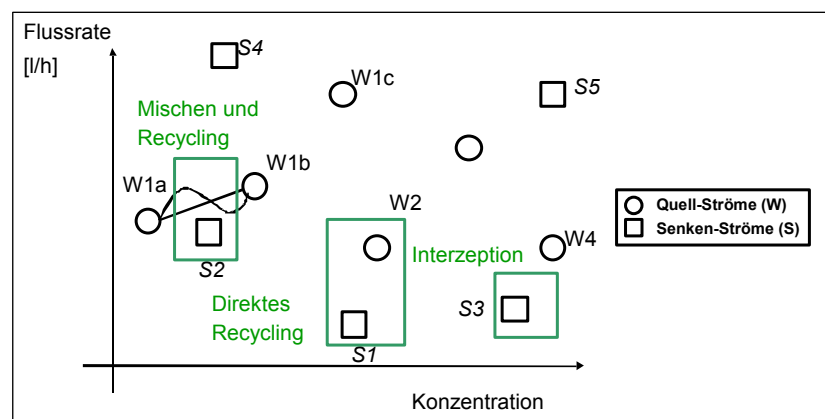 Flussrate
[l/h]
S4
W1c
S5
Mischen und
Recycling
W1b
W1a
S2
W2
Interzeption
W4
Direktes
Recycling
S3
S1
Konzentration
Quell-Ströme (W)
Senken-Ströme (S)